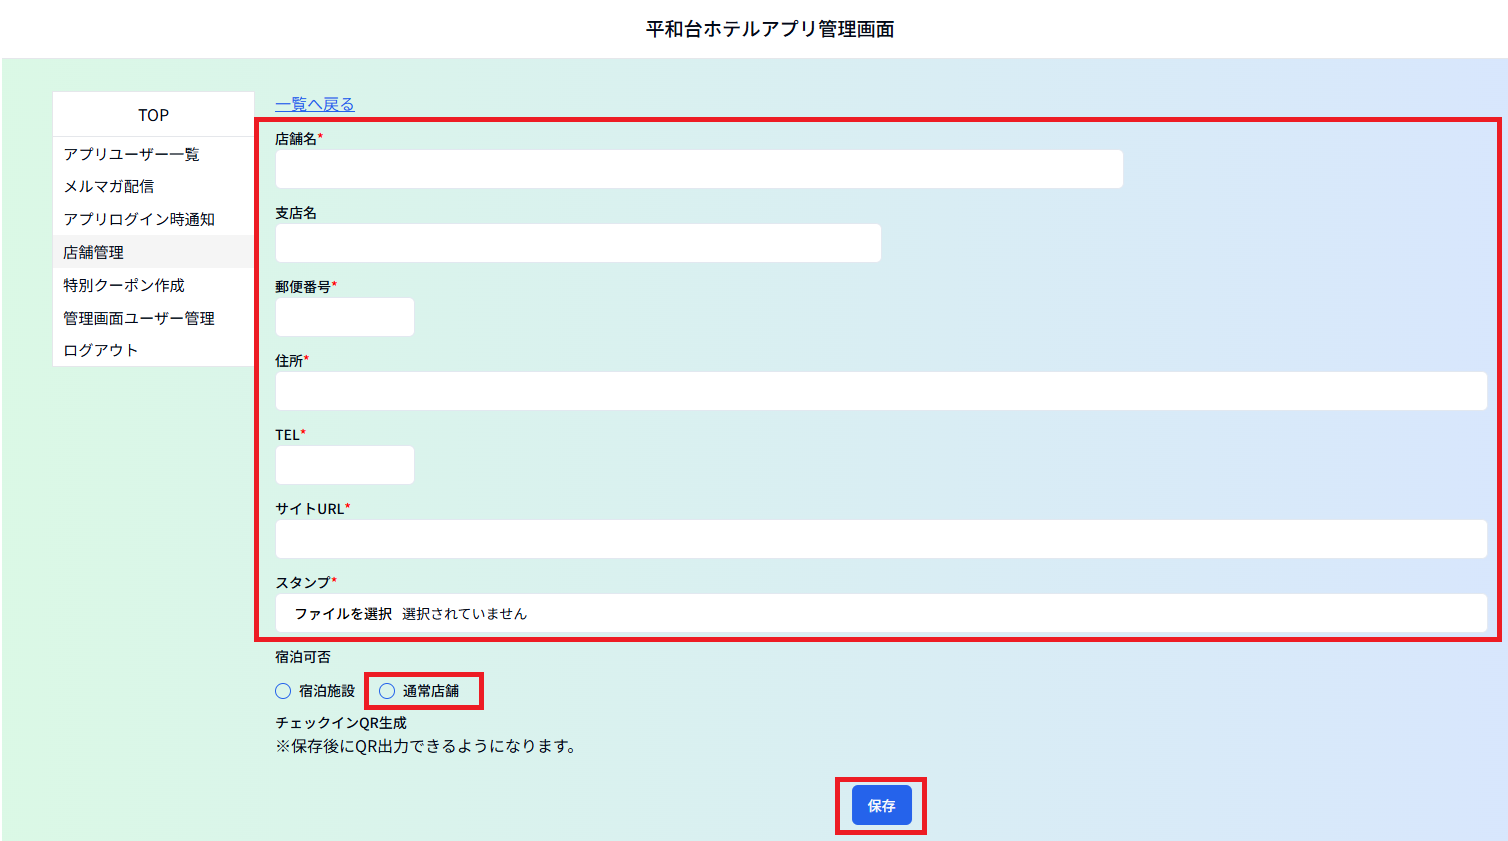 平和台ホテルアプリ管理画面
TOP
アプリユーザー一覧
メルマガ配信
アプリログイン時通知
店舗管理
特別クーポン作成
管理画面ユーザー管理
ログアウト
一覧へ戻る
店舗名*
支店名
郵便番号*
住所*
TEL*
サイトURL*
スタンプ*
ファイルを選択 選択されていません
宿泊可否
宿泊施設 通常店舗
チェックインQR生成
※保存後にQR出力できるようになります。
保存